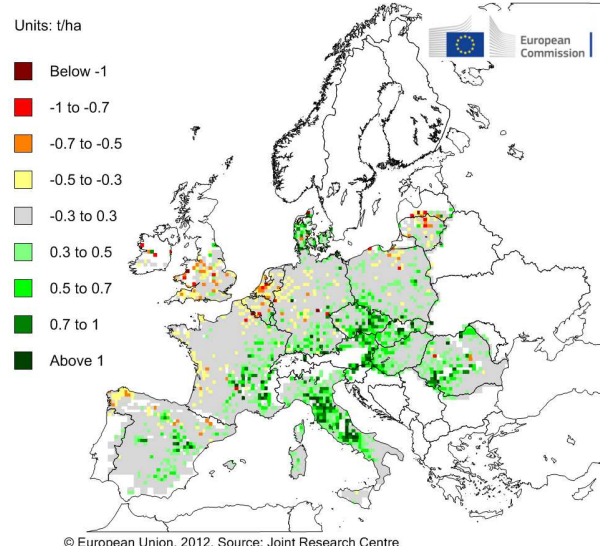 Units: t/ha
European
Commission
Below -1
-1 to -0.7
-0.7 to -0.5
-0.5 to -0.3
-0.3 to 0.3
0.3 to 0.5
0.5 to 0.7
0.7 to 1
Above 1
© European Union, 2012. Source: Joint Research Centre